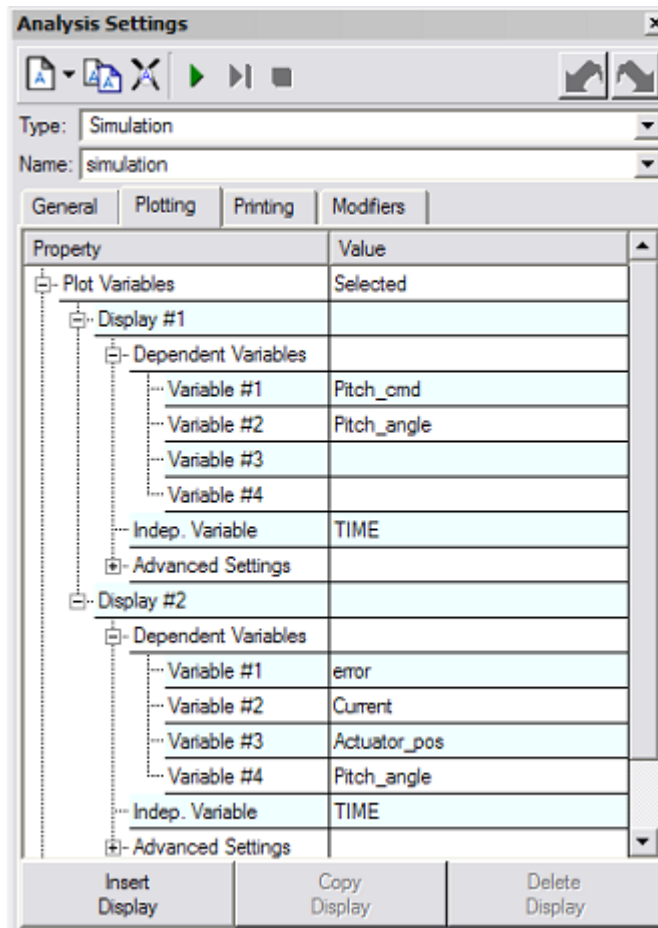 Analysis Settings
Type: Simulation
Name: simulation
General Plotting Printing Modifiers
Property Value
Plot Variables Selected
Display #1
Dependent Variables
Variable #1 Pitch_cmd
Variable #2 Pitch_angle
Variable #3
Variable #4
Indep. Variable TIME
Advanced Settings
Display #2
Dependent Variables
Variable #1 error
Variable #2 Current
Variable #3 Actuator_pos
Variable #4 Pitch_angle
Indep. Variable TIME
Advanced Settings
Insert Copy Delete
Display Display Display